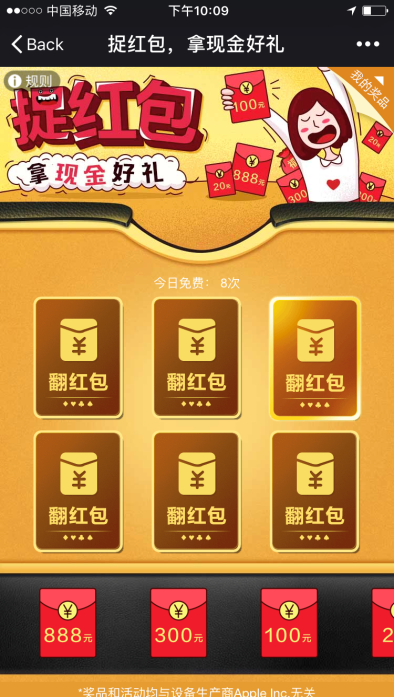 中国移动 下午10:09
Back 捉红包，拿现金好礼
规则
我的奖品
捉红包
拿现金好礼
100元
20元
888元
300
20元
今日免费： 8次
¥ ¥ ¥
翻红包 翻红包 翻红包
¥ ¥ ¥
翻红包 翻红包 翻红包
¥ ¥ ¥
888元 300元 100元 2
*奖品和活动均与设备生产商Apple Inc.无关